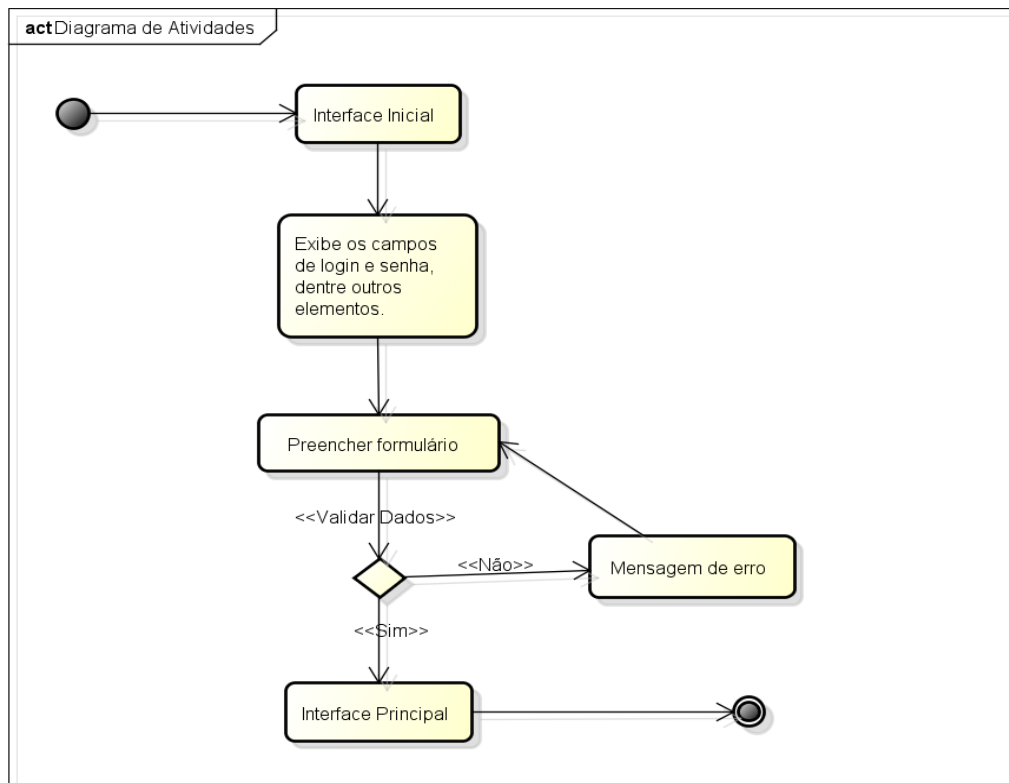 act Diagrama de Atividades
Interface Inicial
Exibe os campos
de login e senha,
dentre outros
elementos.
Preencher formulário
<<Validar Dados>>
<<Não>>
Mensagem de erro
<<Sim>>
Interface Principal